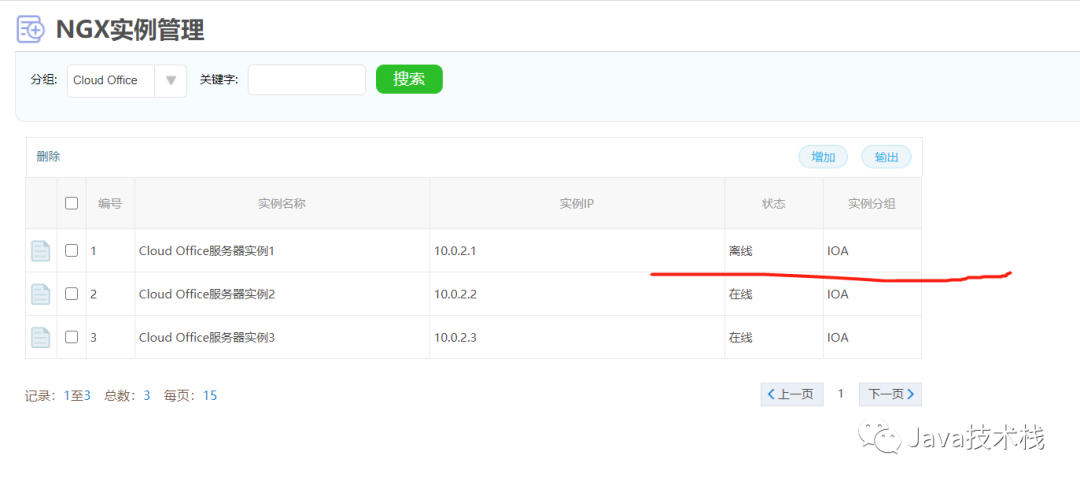 NGX实例管理
分组: Cloud Office 关键字: 搜索
删除 增加 输出
编号 实例名称 实例IP 状态 实例分组
1 Cloud Office服务器实例1 10.0.2.1 离线 IOA
2 Cloud Office服务器实例2 10.0.2.2 在线 IOA
3 Cloud Office服务器实例3 10.0.2.3 在线 IOA
记录: 1至3 总数: 3 每页: 15 上一页 1 下一页
Java技术栈